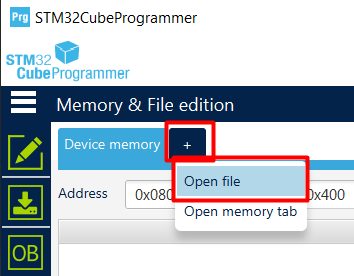 Prg STM32CubeProgrammer
STM32
CubeProgrammer
Memory & File edition
Device memory +
Open file
Address 0x080 0x400
Open memory tab
OB